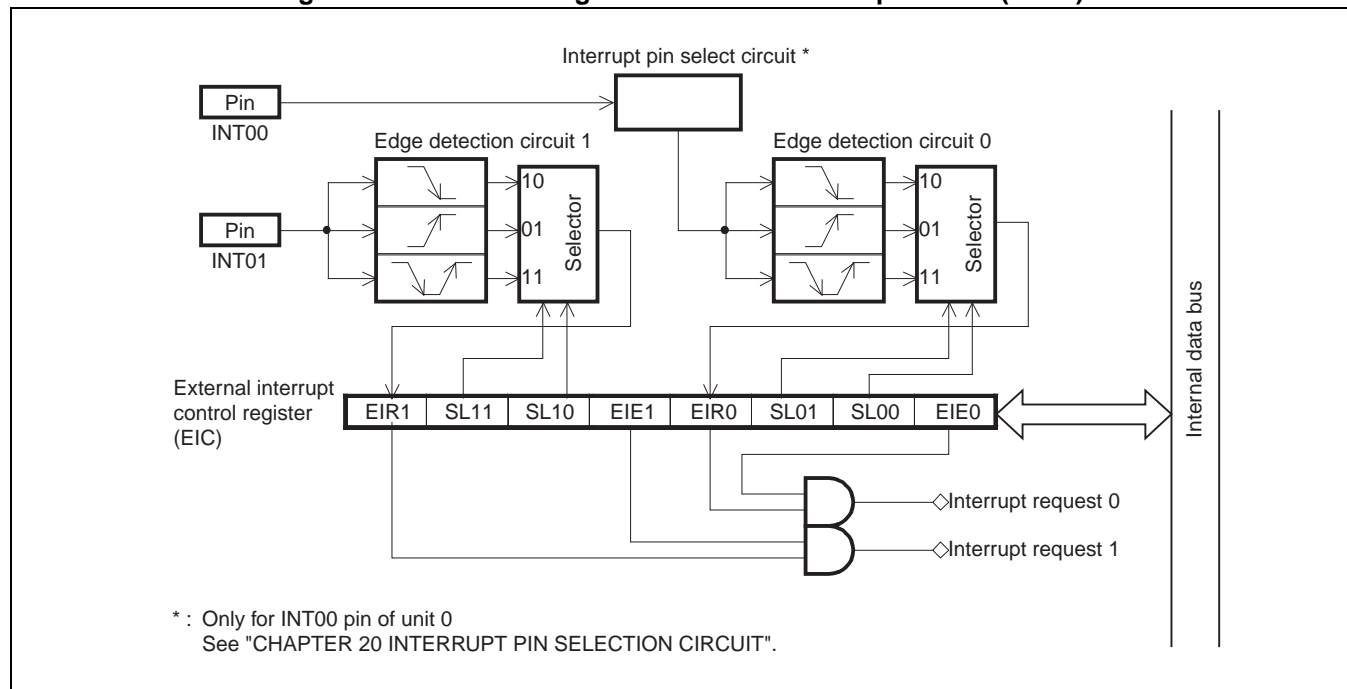 Interrupt pin select circuit *
Pin
INT00
Edge detection circuit 1
Edge detection circuit 0
10
10
Pin
01
01
INT01
Selector
Selector
11
11
Internal data bus
External interrupt
control register
(EIC)
EIR1 SL11 SL10 EIE1 EIR0 SL01 SL00 EIE0
Interrupt request 0
Interrupt request 1
* : Only for INT00 pin of unit 0
See "CHAPTER 20 INTERRUPT PIN SELECTION CIRCUIT".